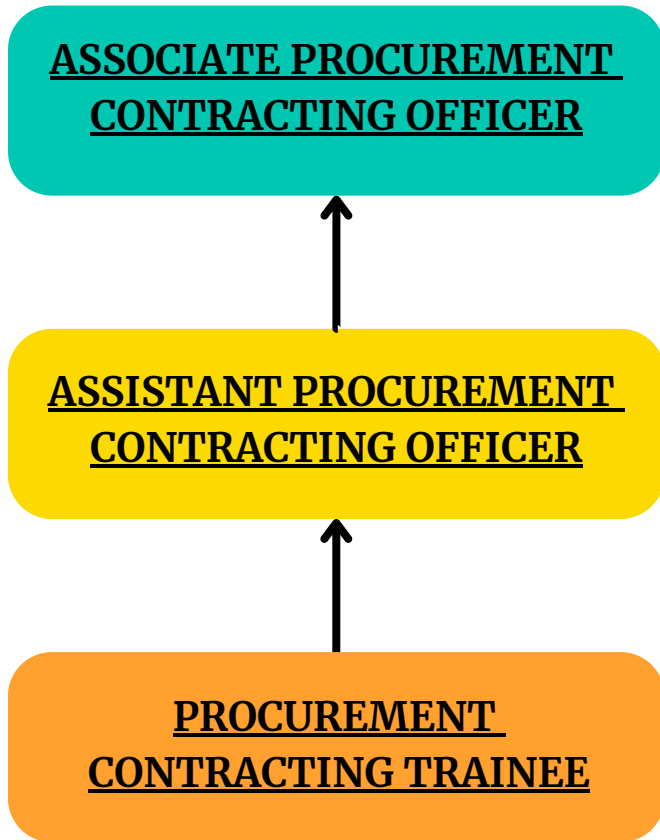 ASSOCIATE PROCUREMENT
CONTRACTING OFFICER
ASSISTANT PROCUREMENT
CONTRACTING OFFICER
PROCUREMENT
CONTRACTING TRAINEE